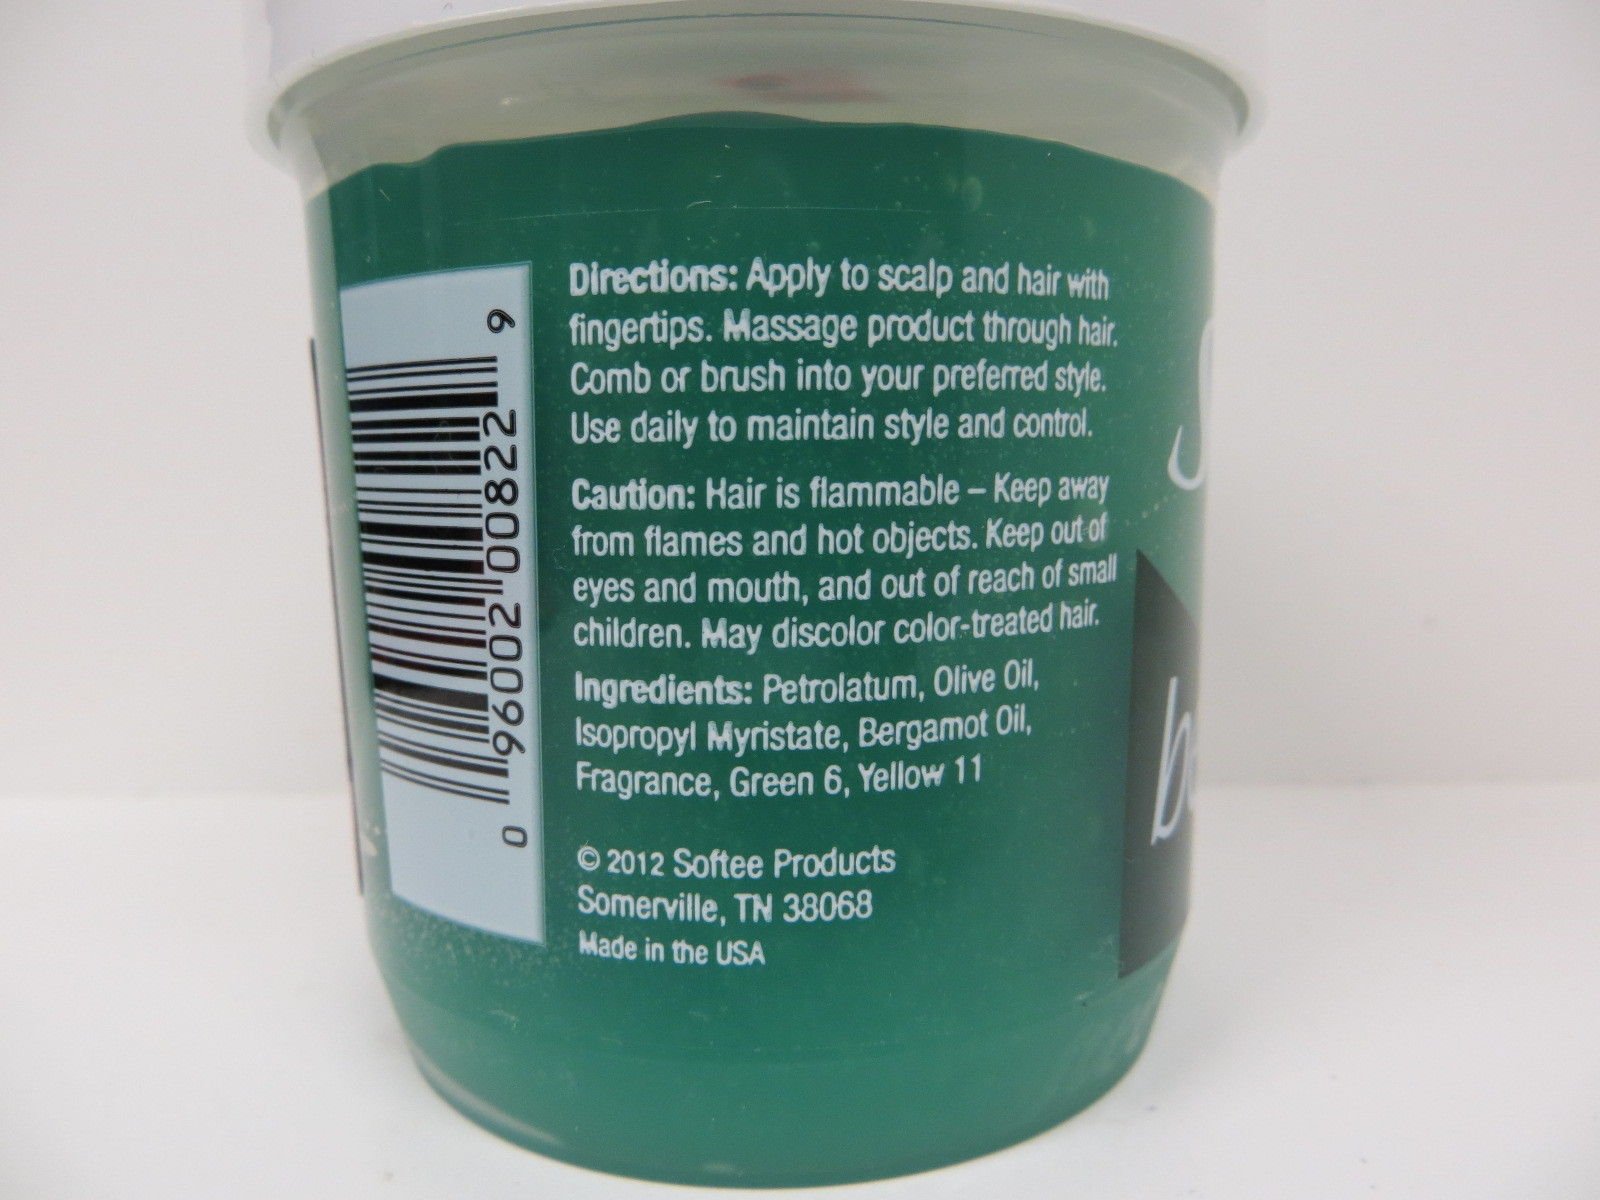 0 96002 00822 9
Directions: Apply to scalp and hair with
fingertips. Massage product through hair.
Comb or brush into your preferred style.
Use daily to maintain style and control.
Caution: Hair is flammable – Keep away
from flames and hot objects. Keep out of
eyes and mouth, and out of reach of small
children. May discolor color-treated hair.
Ingredients: Petrolatum, Olive Oil,
Isopropyl Myristate, Bergamot Oil,
Fragrance, Green 6, Yellow 11
© 2012 Softee Products
Somerville, TN 38068
Made in the USA